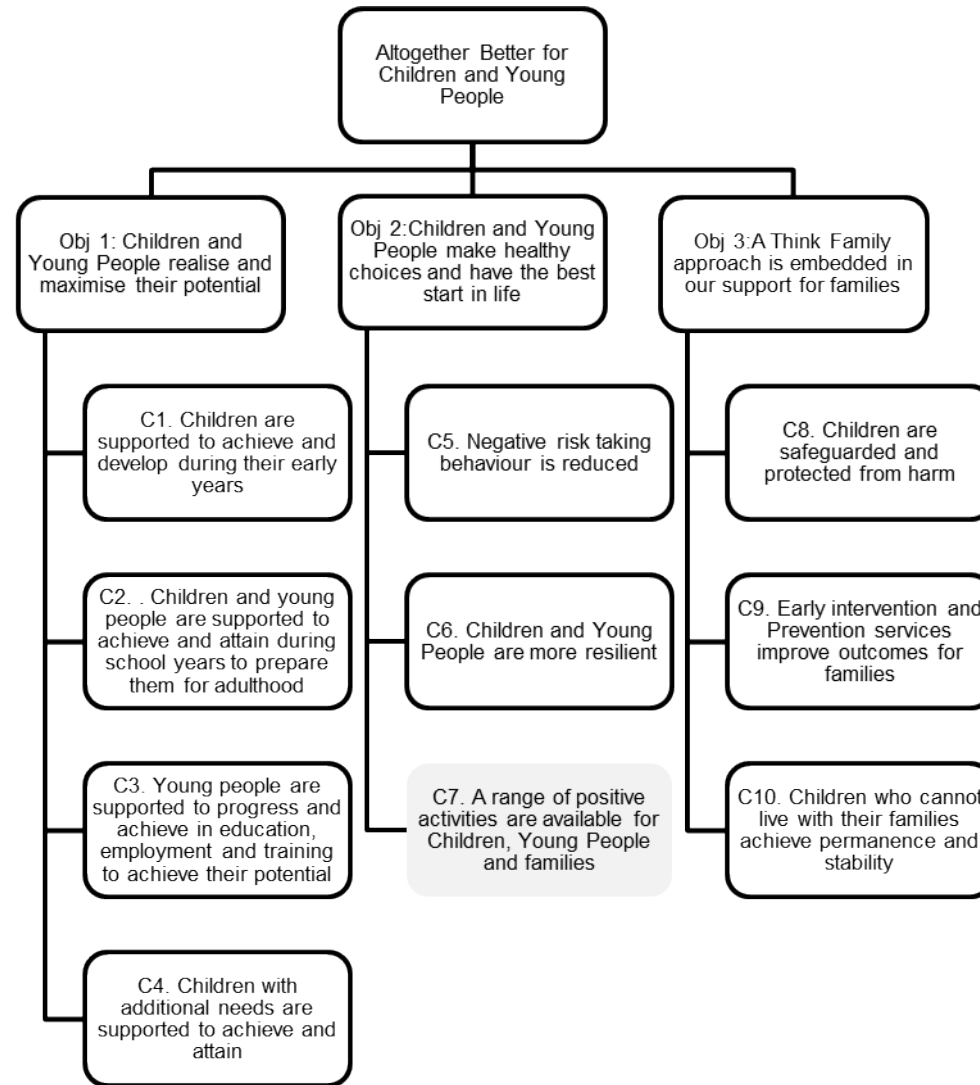 Altogether Better for
Children and Young
People
Obj 1: Children and
Young People realise and
maximise their potential
C1. Children are
supported to achieve and
develop during their early
years
C2. . Children and young
people are supported to
achieve and attain during
school years to prepare
them for adulthood
C3. Young people are
supported to progress and
achieve in education,
employment and training
to achieve their potential
C4. Children with
additional needs are
supported to achieve and
attain
Obj 2:Children and Young
People make healthy
choices and have the best
start in life
C5. Negative risk taking
behaviour is reduced
C6. Children and Young
People are more resilient
C7. A range of positive
activities are available for
Children, Young People
and families
Obj 3:A Think Family
approach is embedded in
our support for families
C8. Children are
safeguarded and
protected from harm
C9. Early intervention and
Prevention services
improve outcomes for
families
C10. Children who cannot
live with their families
achieve permanence and
stability